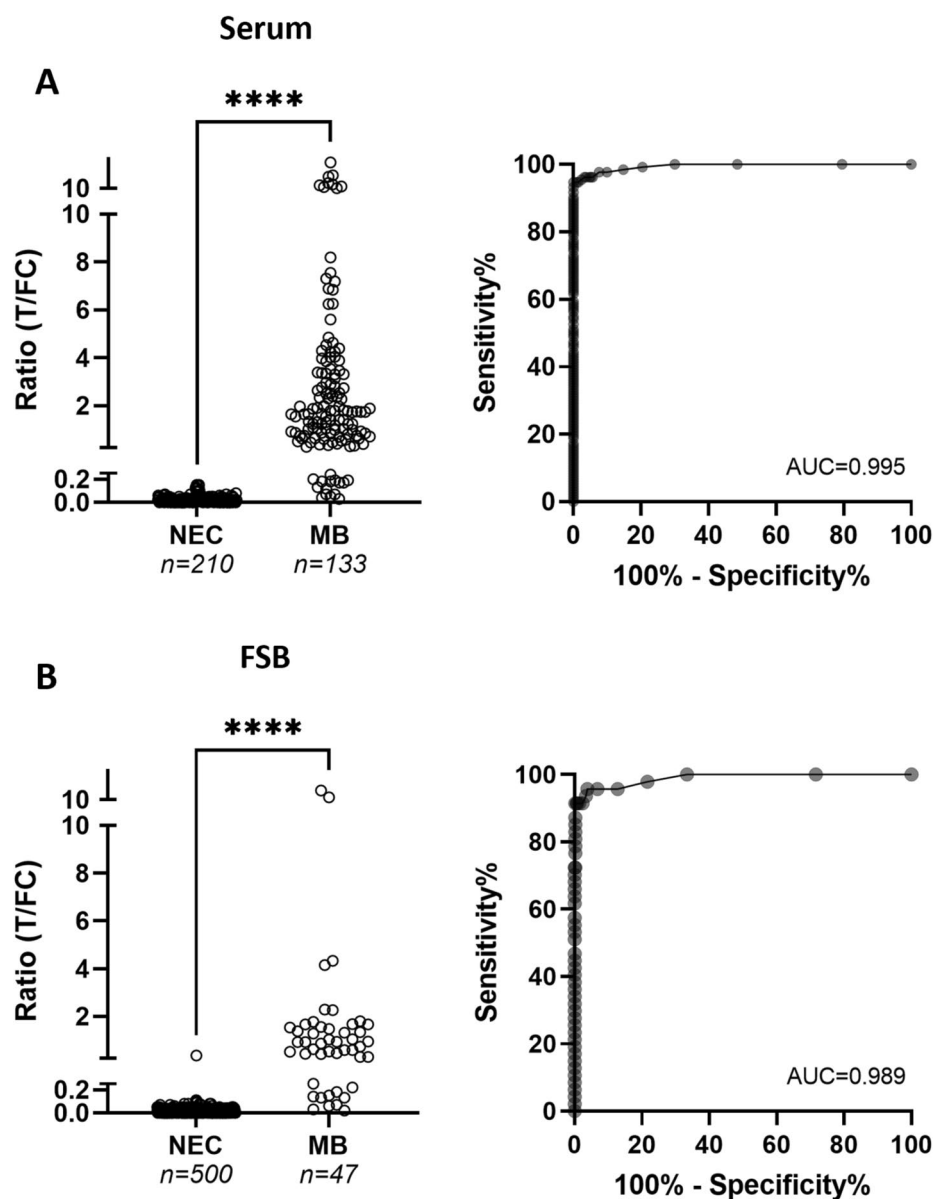 Serum
A
****
Ratio (T/FC)
10
10
8
6
4
2
0.2
0.0
NEC
MB
n=210
n=133
Sensitivity%
100
80
60
40
20
0
AUC=0.995
0 20 40 60 80 100
100% - Specificity%
FSB
B
****
Ratio (T/FC)
10
10
8
6
4
2
0.2
0.0
NEC
MB
n=500
n=47
Sensitivity%
100
80
60
40
20
0
AUC=0.989
0 20 40 60 80 100
100% - Specificity%